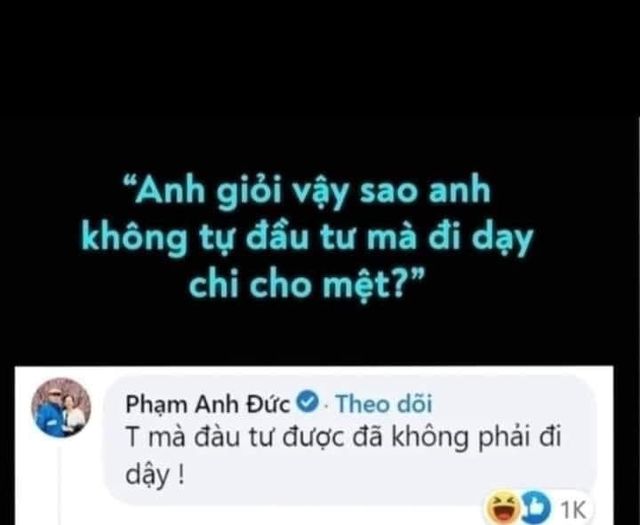 “Anh giỏi vậy sao anh
không tự đầu tư mà đi dạy
chi cho mệt?”
Phạm Anh Đức · Theo dõi
T mà đàu tư được đã không phải đi
dậy !
1K